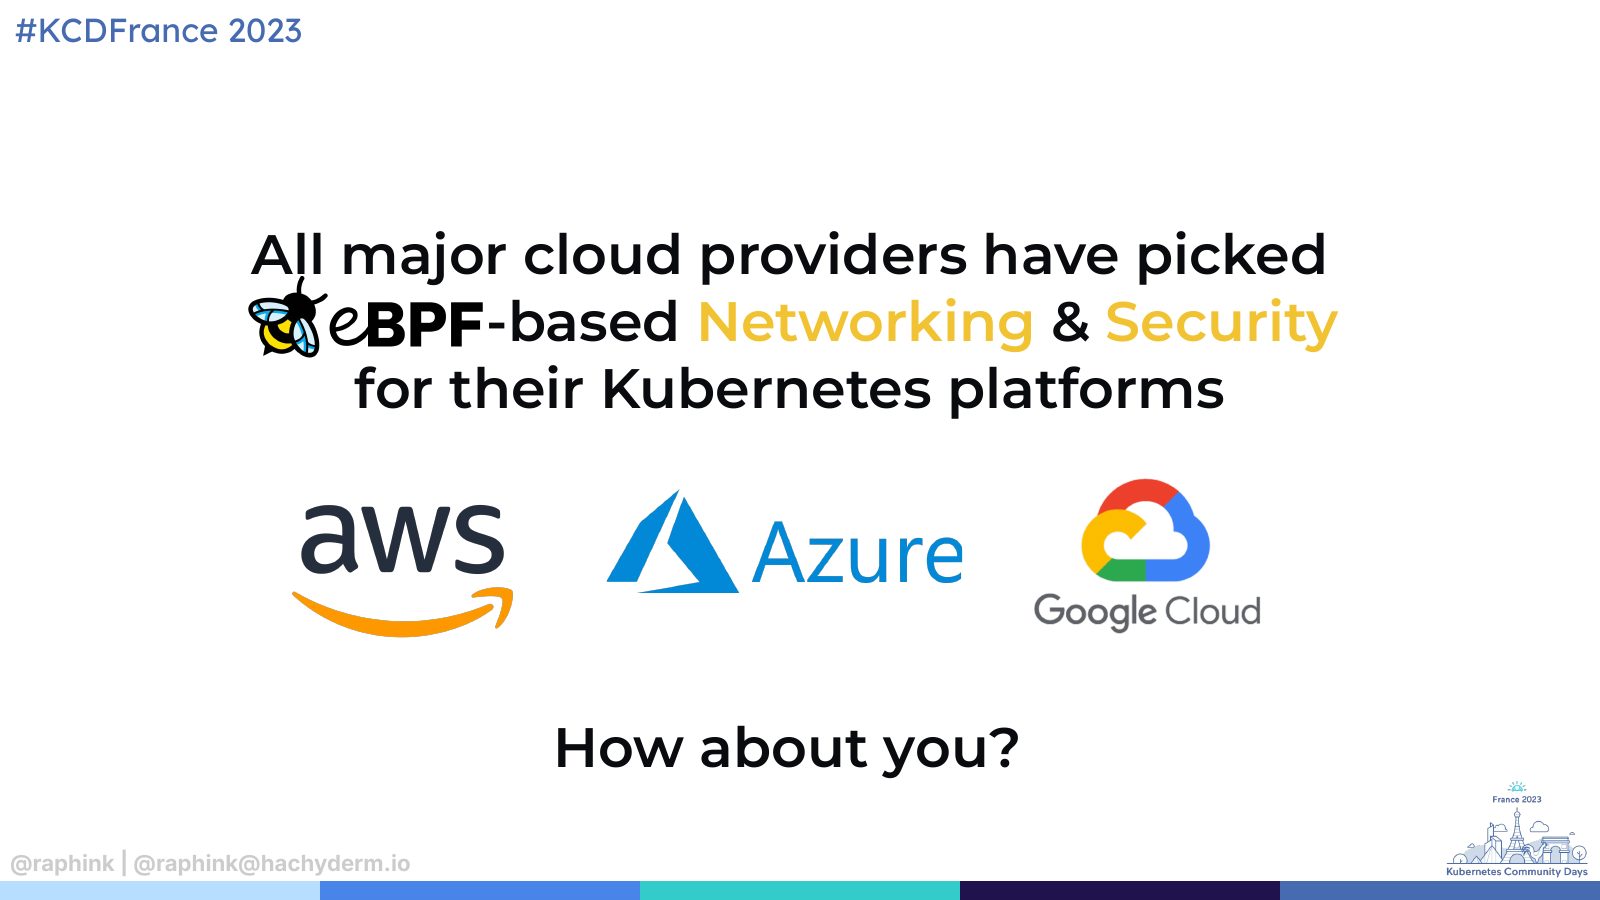 #KCDFrance 2023
All major cloud providers have picked
eBPF-based Networking & Security
for their Kubernetes platforms
aws
Azure
Google Cloud
How about you?
France 2023
Kubernetes Community Days
@raphink | @raphink@hachyderm.io